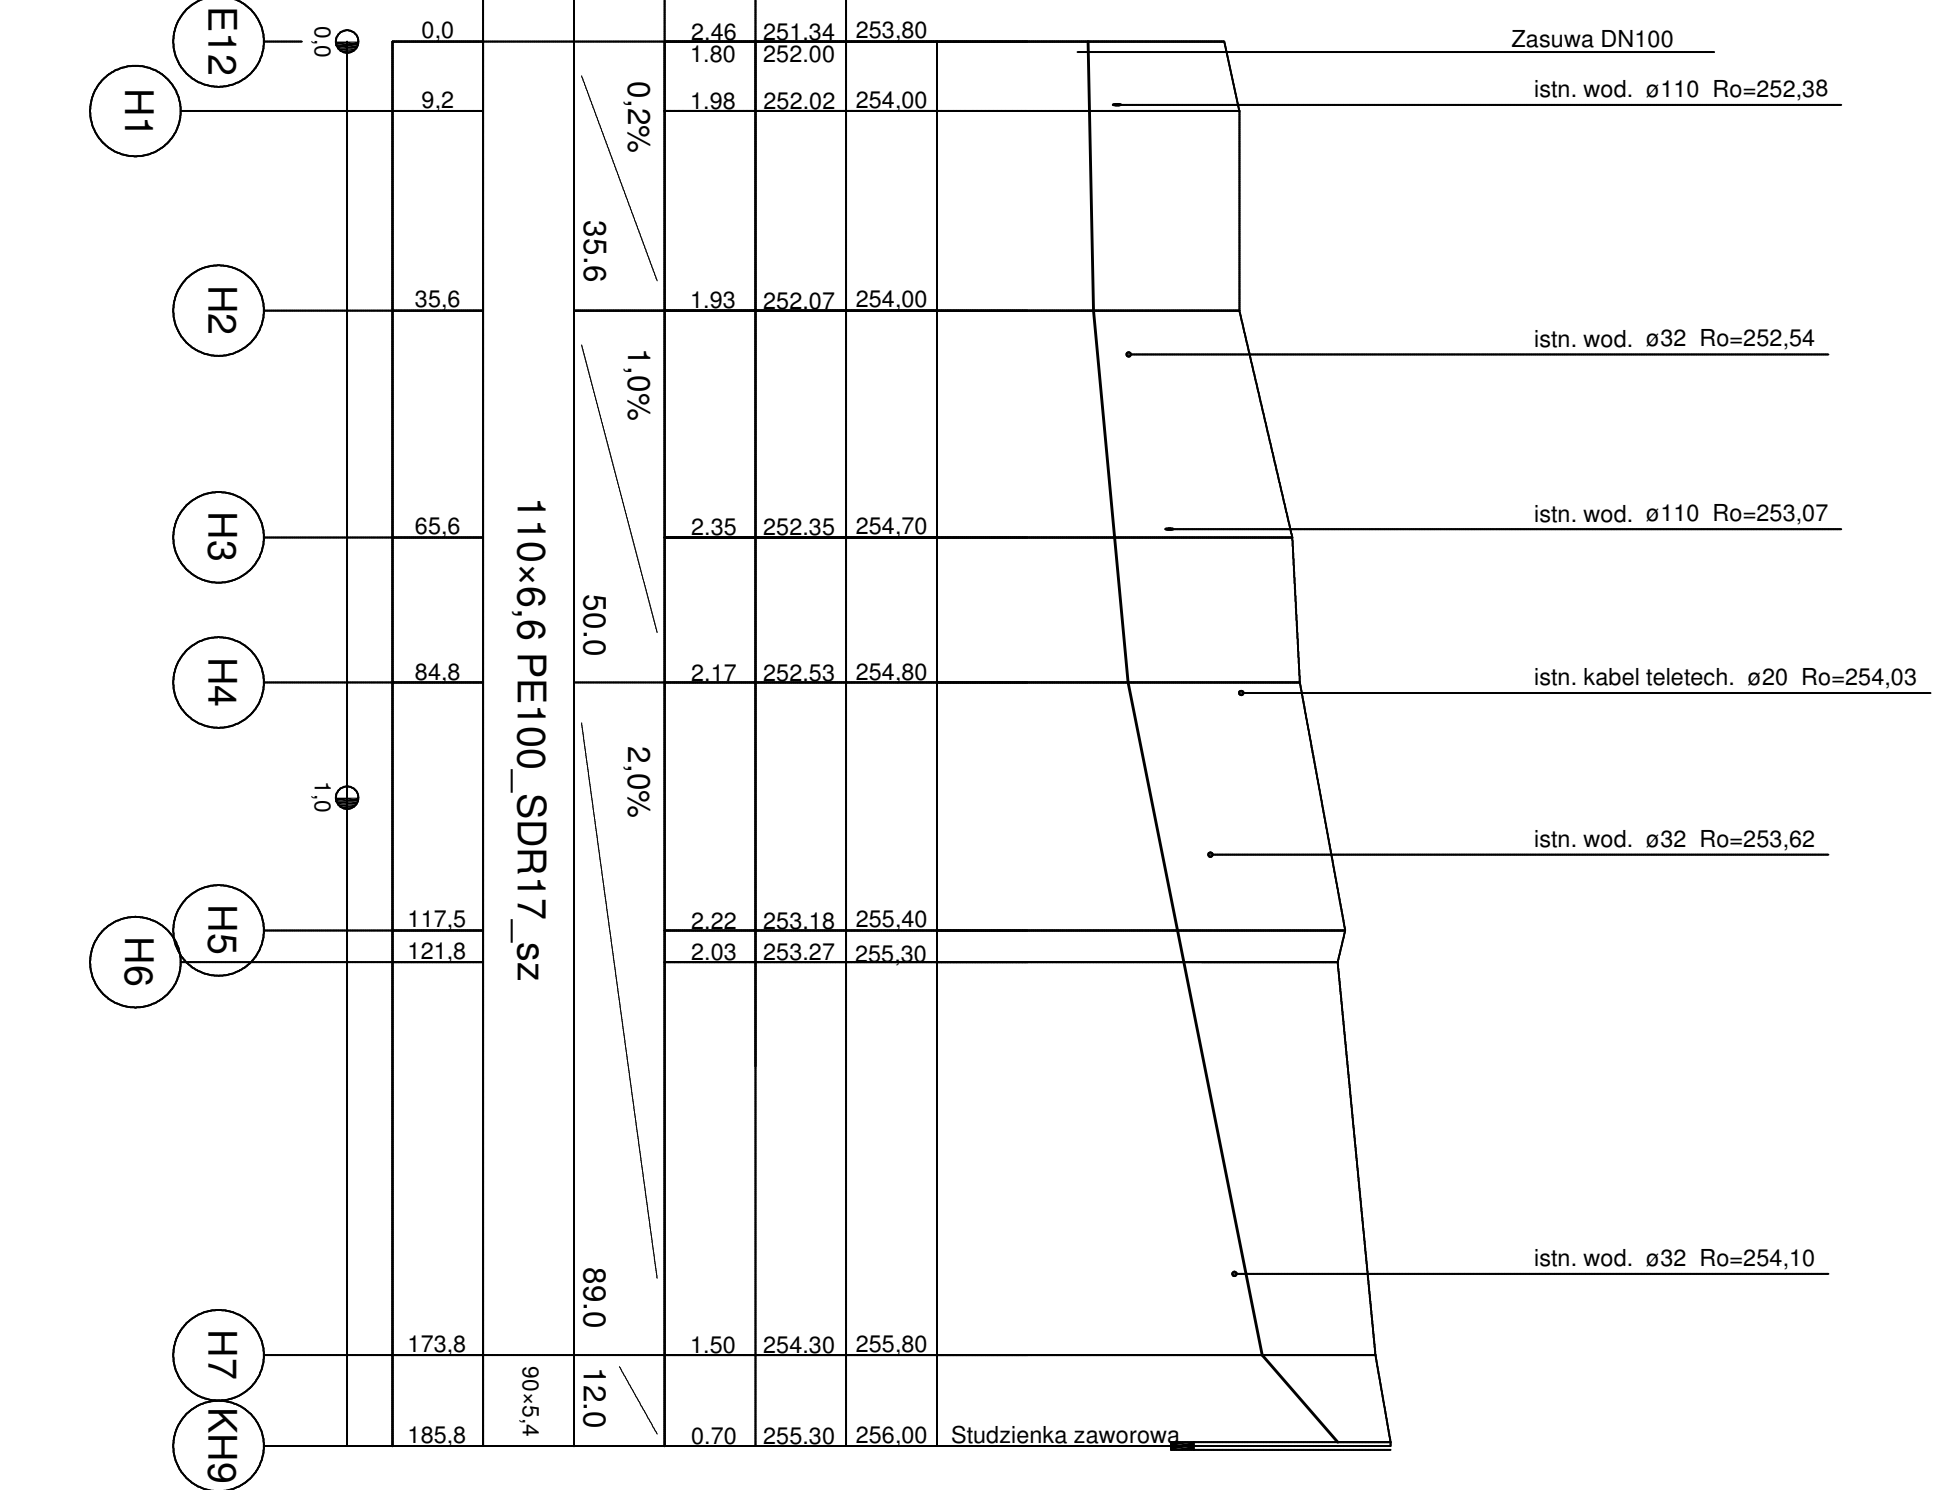 E12
0,0
0,0
2.46
251.34
253,80
Zasuwa DN100
1.80
252.00
H1
9,2
0,2%
1.98
252.02
254,00
istn. wod. ø110 Ro=252,38
35.6
H2
35,6
1.93
252.07
254,00
istn. wod. ø32 Ro=252,54
1,0%
H3
65,6
2.35
252.35
254,70
istn. wod. ø110 Ro=253,07
110×6,6 PE100_SDR17_sz
50.0
H4
84,8
2.17
252.53
254,80
istn. kabel teletech. ø20 Ro=254,03
1,0
2,0%
istn. wod. ø32 Ro=253,62
H5
117,5
2.22
253.18
255,40
H6
121,8
2.03
253.27
255,30
istn. wod. ø32 Ro=254,10
89.0
H7
173,8
1.50
254.30
255,80
90×5,4
12.0
KH9
185,8
0.70
255.30
256,00
Studzienka zaworowa